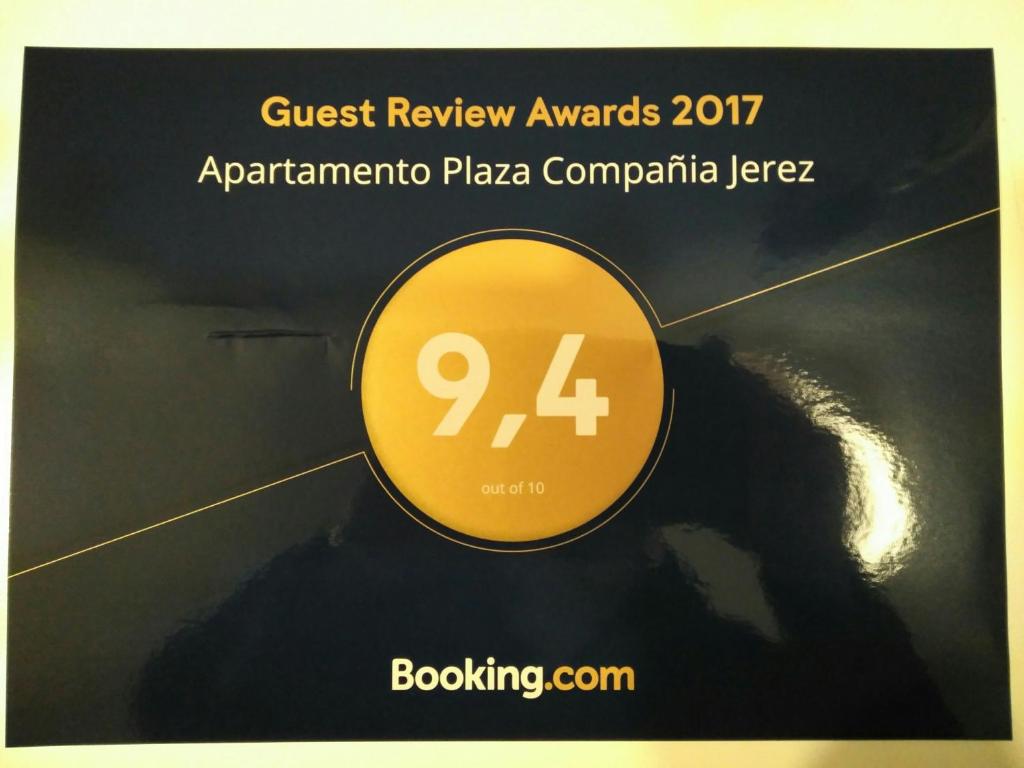 Guest Review Awards 2017
Apartamento Plaza Compañia Jerez
9,4
out of 10
Booking.com